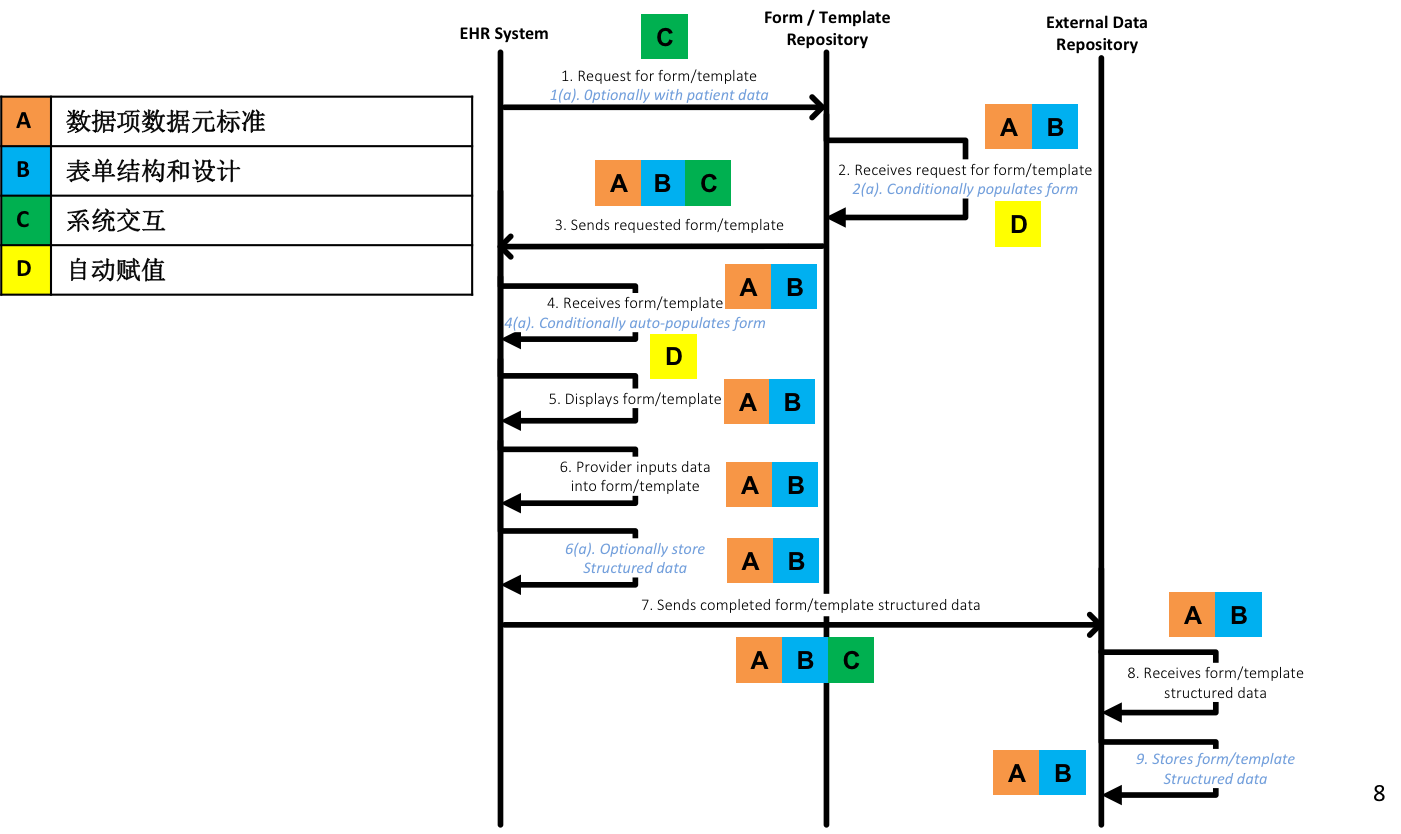 EHR System
Form / Template
Repository
External Data
Repository
C
1. Request for form/template
1(a). 0ptionally with patient data
A 数据项数据元标准
B 表单结构和设计
C 系统交互
D 自动赋值
A B
2. Receives request for form/template
2(a). Conditionally populates form
D
A B C
3. Sends requested form/template
A B
4. Receives form/template
4(a). Conditionally auto-populates form
D
5. Displays form/template
A B
6. Provider inputs data
into form/template
A B
6(a). Optionally store
Structured data
A B
7. Sends completed form/template structured data
A B C
A B
8. Receives form/template
structured data
9. Stores form/template
Structured data
A B
8